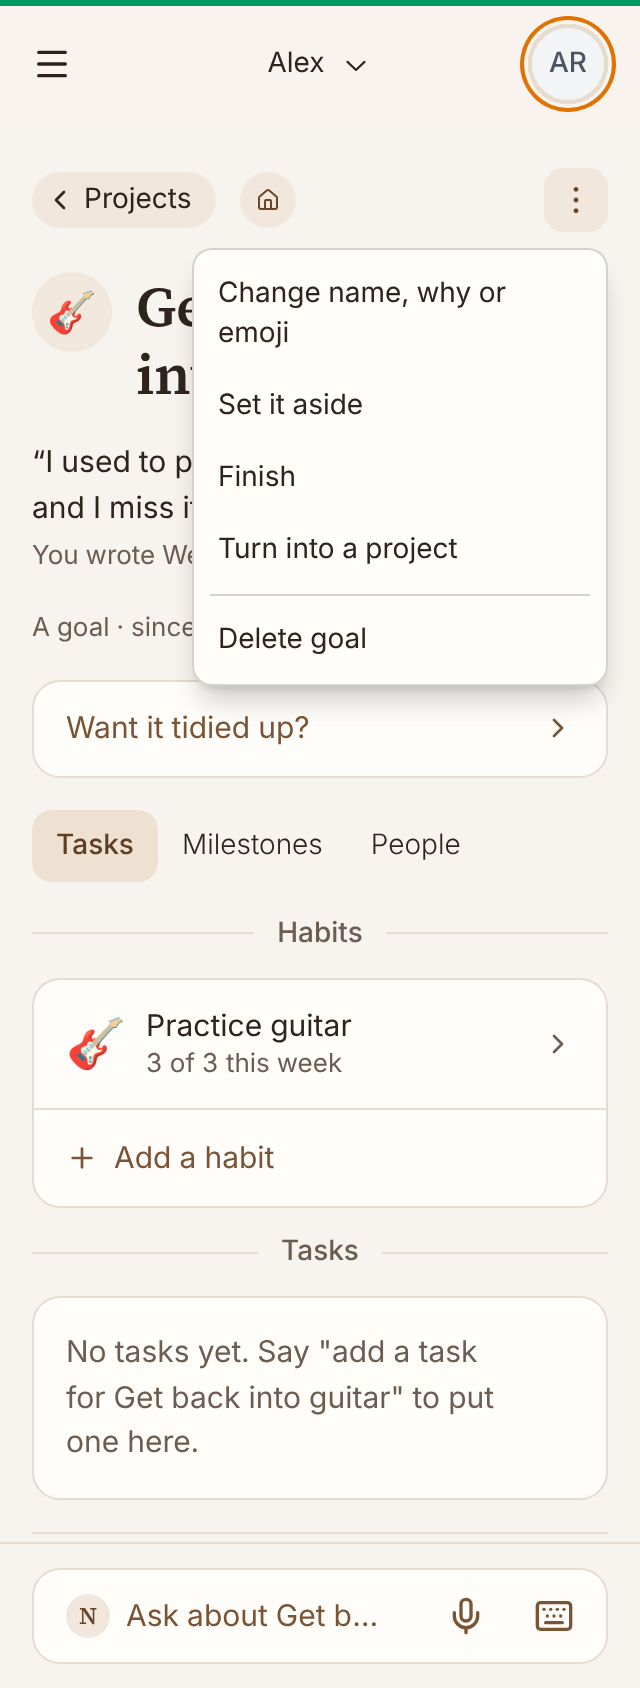 Alex
AR
Projects
Change name, why or
emoji
Set it aside
Finish
Turn into a project
Delete goal
“I used to
and I miss
You wrote
A goal · since
Want it tidied up?
Tasks Milestones People
Habits
Practice guitar
3 of 3 this week
Add a habit
Tasks
No tasks yet. Say "add a task
for Get back into guitar" to put
one here.
N
Ask about Get b...